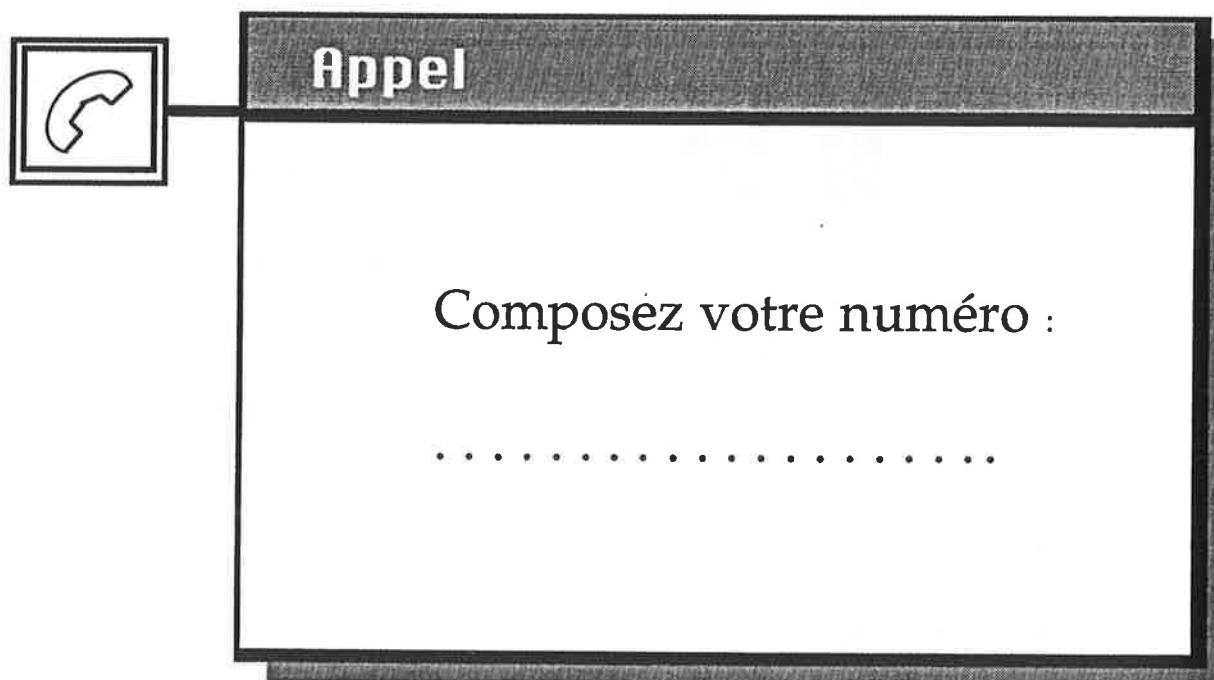 Appel
Composez votre numéro :
. . . . . . . . . . . . . . . . . . . .